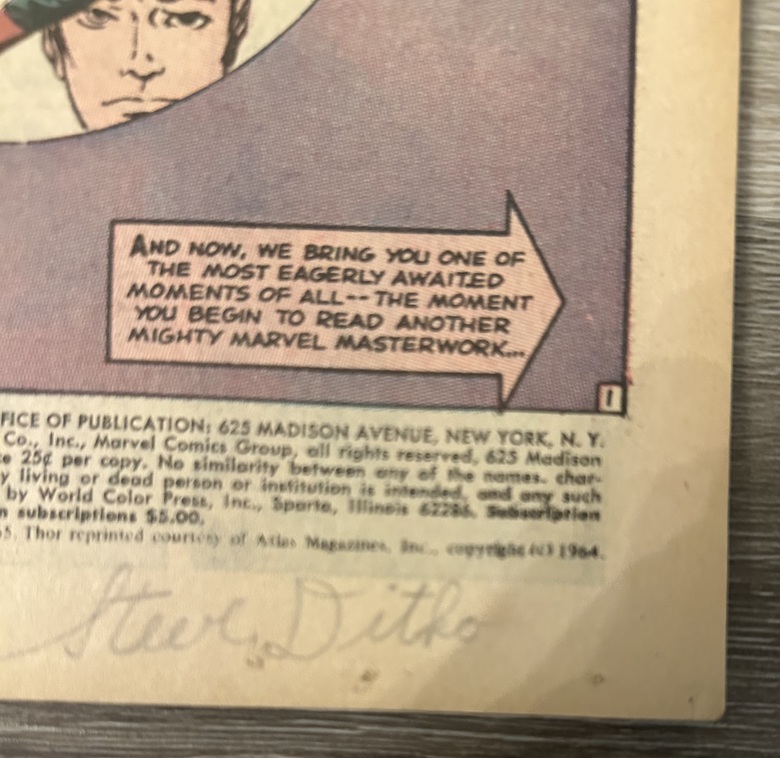 AND NOW, WE BRING YOU ONE OF
THE MOST EAGERLY AWAITED
MOMENTS OF ALL--THE MOMENT
YOU BEGIN TO READ ANOTHER
MIGHTY MARVEL MASTERWORK...
1
FICE OF PUBLICATION: 625 MADISON AVENUE, NEW YORK, N. Y.
Co., Inc., Marvel Comics Group, all rights reserved, 625 Madison
e 25¢ per copy. No similarity between any of the names. char-
y living or dead person or institution is intended, and any such
by World Color Press, Inc., Sparta, Illinois 62286. Subscription
n subscriptions $5.00.
5. Thor reprinted courtesy of Atlas Magazines, Inc., copyright (c) 1964.
Steve Ditko